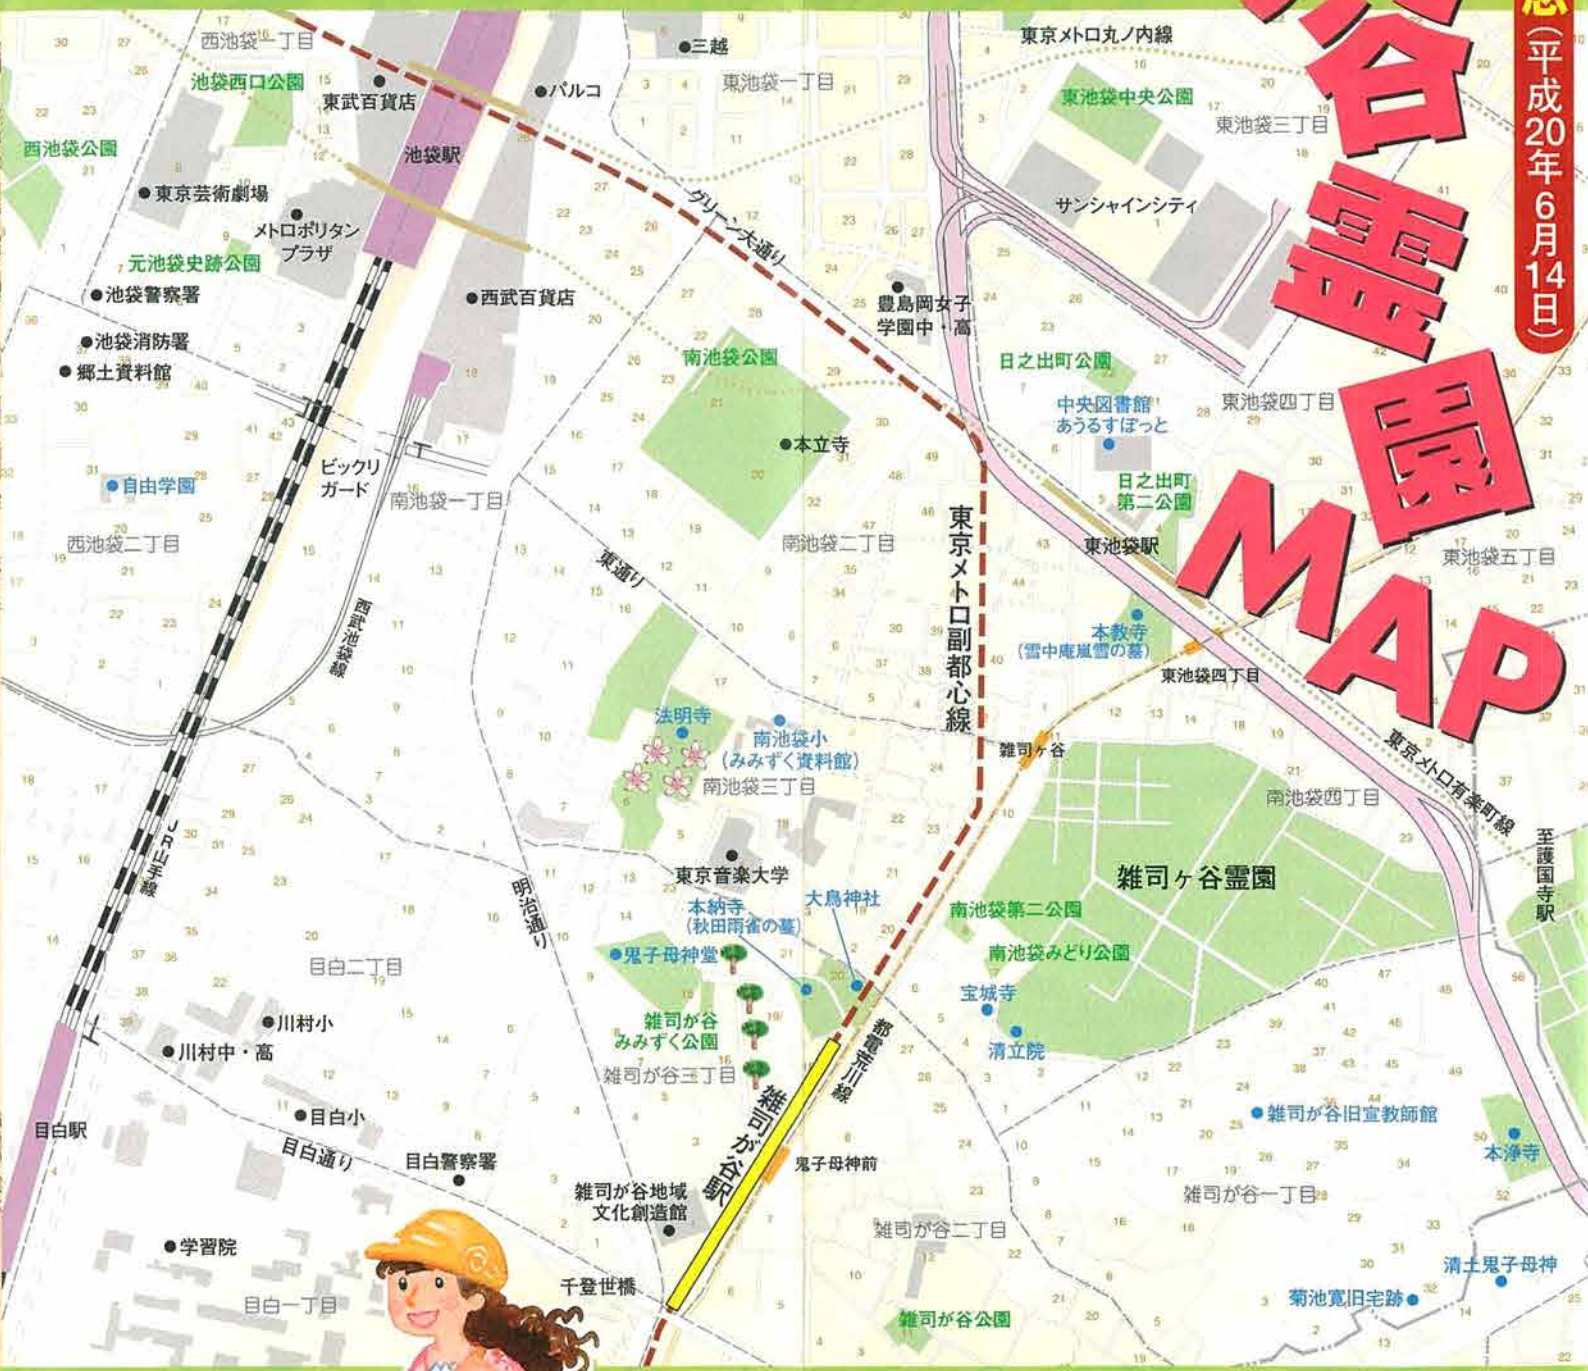 谷
霊
園
MAP
念(平成20年6月14日)
西池袋一丁目
池袋西口公園
東武百貨店
パルコ
三越
東池袋一丁目
東京メトロ丸ノ内線
東池袋中央公園
東池袋三丁目
西池袋公園
池袋駅
東京芸術劇場
メトロポリタン
プラザ
グリーン大通り
サンシャインシティ
元池袋史跡公園
池袋警察署
西武百貨店
豊島岡女子
学園中・高
池袋消防署
郷土資料館
南池袋公園
日之出町公園
中央図書館
あうるすぽっと
東池袋四丁目
本立寺
ビックリ
ガード
自由学園
南池袋一丁目
日之出町
第二公園
西池袋二丁目
東通り
南池袋二丁目
東京メトロ副都心線
東池袋駅
東池袋五丁目
西武池袋線
本教寺
(雪中庵嵐雪の墓)
東池袋四丁目
法明寺
南池袋小
(みみずく資料館)
南池袋三丁目
雑司ヶ谷
東京メトロ有楽町線
南池袋四丁目
至護国寺駅
JR山手線
明治通り
東京音楽大学
雑司ヶ谷霊園
本納寺
(秋田雨雀の墓)
大鳥神社
南池袋第二公園
南池袋みどり公園
目白二丁目
鬼子母神堂
宝城寺
清立院
川村小
川村中・高
雑司が谷
みみずく公園
雑司が谷三丁目
都電荒川線
目白駅
目白小
目白通り
目白警察署
雑司が谷駅
鬼子母神前
雑司が谷旧宣教師館
本浄寺
雑司が谷地域
文化創造館
雑司が谷一丁目
雑司が谷二丁目
学習院
目白一丁目
千登世橋
雑司が谷公園
清土鬼子母神
菊池寛旧宅跡